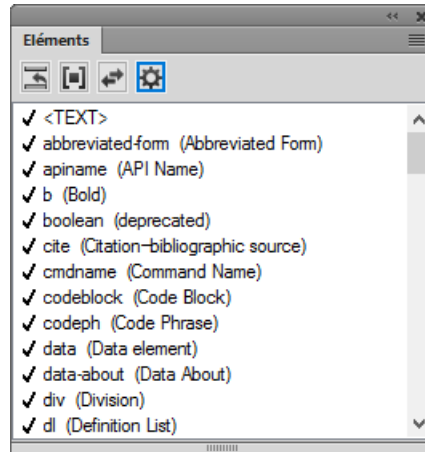 Eléments
<TEXT>
abbreviated-form (Abbreviated Form)
apiname (API Name)
b (Bold)
boolean (deprecated)
cite (Citation-bibliographic source)
cmdname (Command Name)
codeblock (Code Block)
codeph (Code Phrase)
data (Data element)
data-about (Data About)
div (Division)
dl (Definition List)